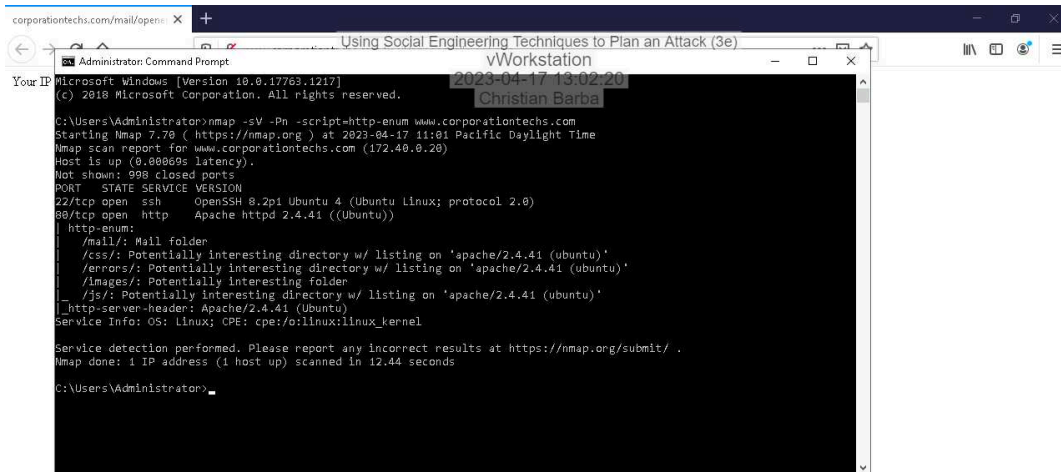 corporationtechs.com/mail/opene
Using Social Engineering Techniques to Plan an Attack (3e)
vWorkstation
2023-04-17 13:02:20
Christian Barba
Your IP
Administrator: Command Prompt
Microsoft Windows [Version 10.0.17763.1217]
(c) 2018 Microsoft Corporation. All rights reserved.
C:\Users\Administrator>nmap -sV -Pn -script=http-enum www.corporationtechs.com
Starting Nmap 7.70 ( https://nmap.org ) at 2023-04-17 11:01 Pacific Daylight Time
Nmap scan report for www.corporationtechs.com (172.40.0.20)
Host is up (0.00069s latency).
Not shown: 998 closed ports
PORT   STATE SERVICE VERSION
22/tcp open  ssh     OpenSSH 8.2p1 Ubuntu 4 (Ubuntu Linux; protocol 2.0)
80/tcp open  http    Apache httpd 2.4.41 ((Ubuntu))
| http-enum:
|   /mail/: Mail folder
|   /css/: Potentially interesting directory w/ listing on 'apache/2.4.41 (ubuntu)'
|   /errors/: Potentially interesting directory w/ listing on 'apache/2.4.41 (ubuntu)'
|   /images/: Potentially interesting folder
|_  /js/: Potentially interesting directory w/ listing on 'apache/2.4.41 (ubuntu)'
|_http-server-header: Apache/2.4.41 (Ubuntu)
Service Info: OS: Linux; CPE: cpe:/o:linux:linux_kernel
Service detection performed. Please report any incorrect results at https://nmap.org/submit/ .
Nmap done: 1 IP address (1 host up) scanned in 12.44 seconds
C:\Users\Administrator>